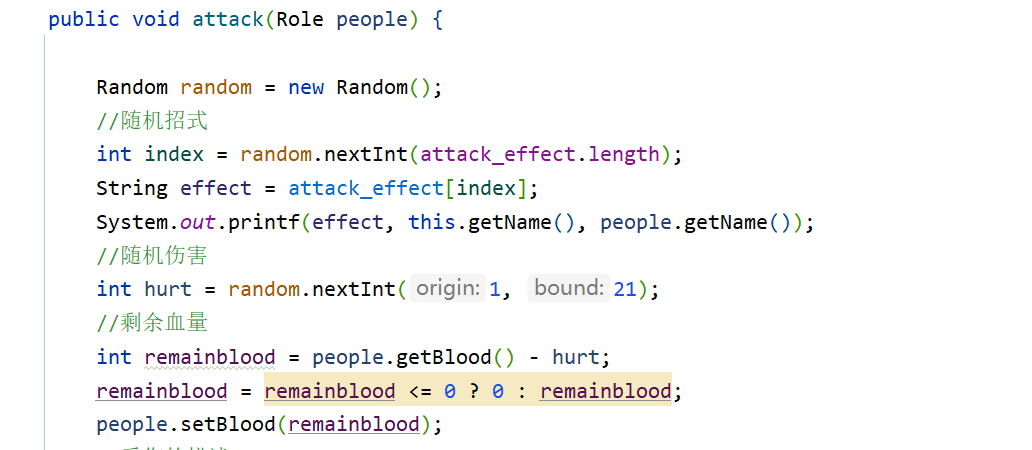 public void attack(Role people) {
Random random = new Random();
//随机招式
int index = random.nextInt(attack_effect.length);
String effect = attack_effect[index];
System.out.printf(effect, this.getName(), people.getName());
//随机伤害
int hurt = random.nextInt( origin: 1, bound: 21);
//剩余血量
int remainblood = people.getBlood() - hurt;
remainblood = remainblood <= 0 ? 0 : remainblood;
people.setBlood(remainblood);